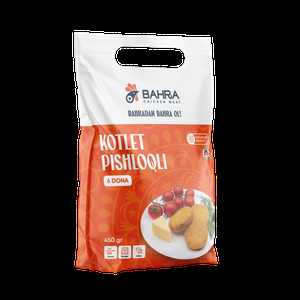 BAHRA
CHICKEN MEAT
BAHRADAN BAHRA OL!
KOTLET
PISHLOQLI
6 DONA
450 gr